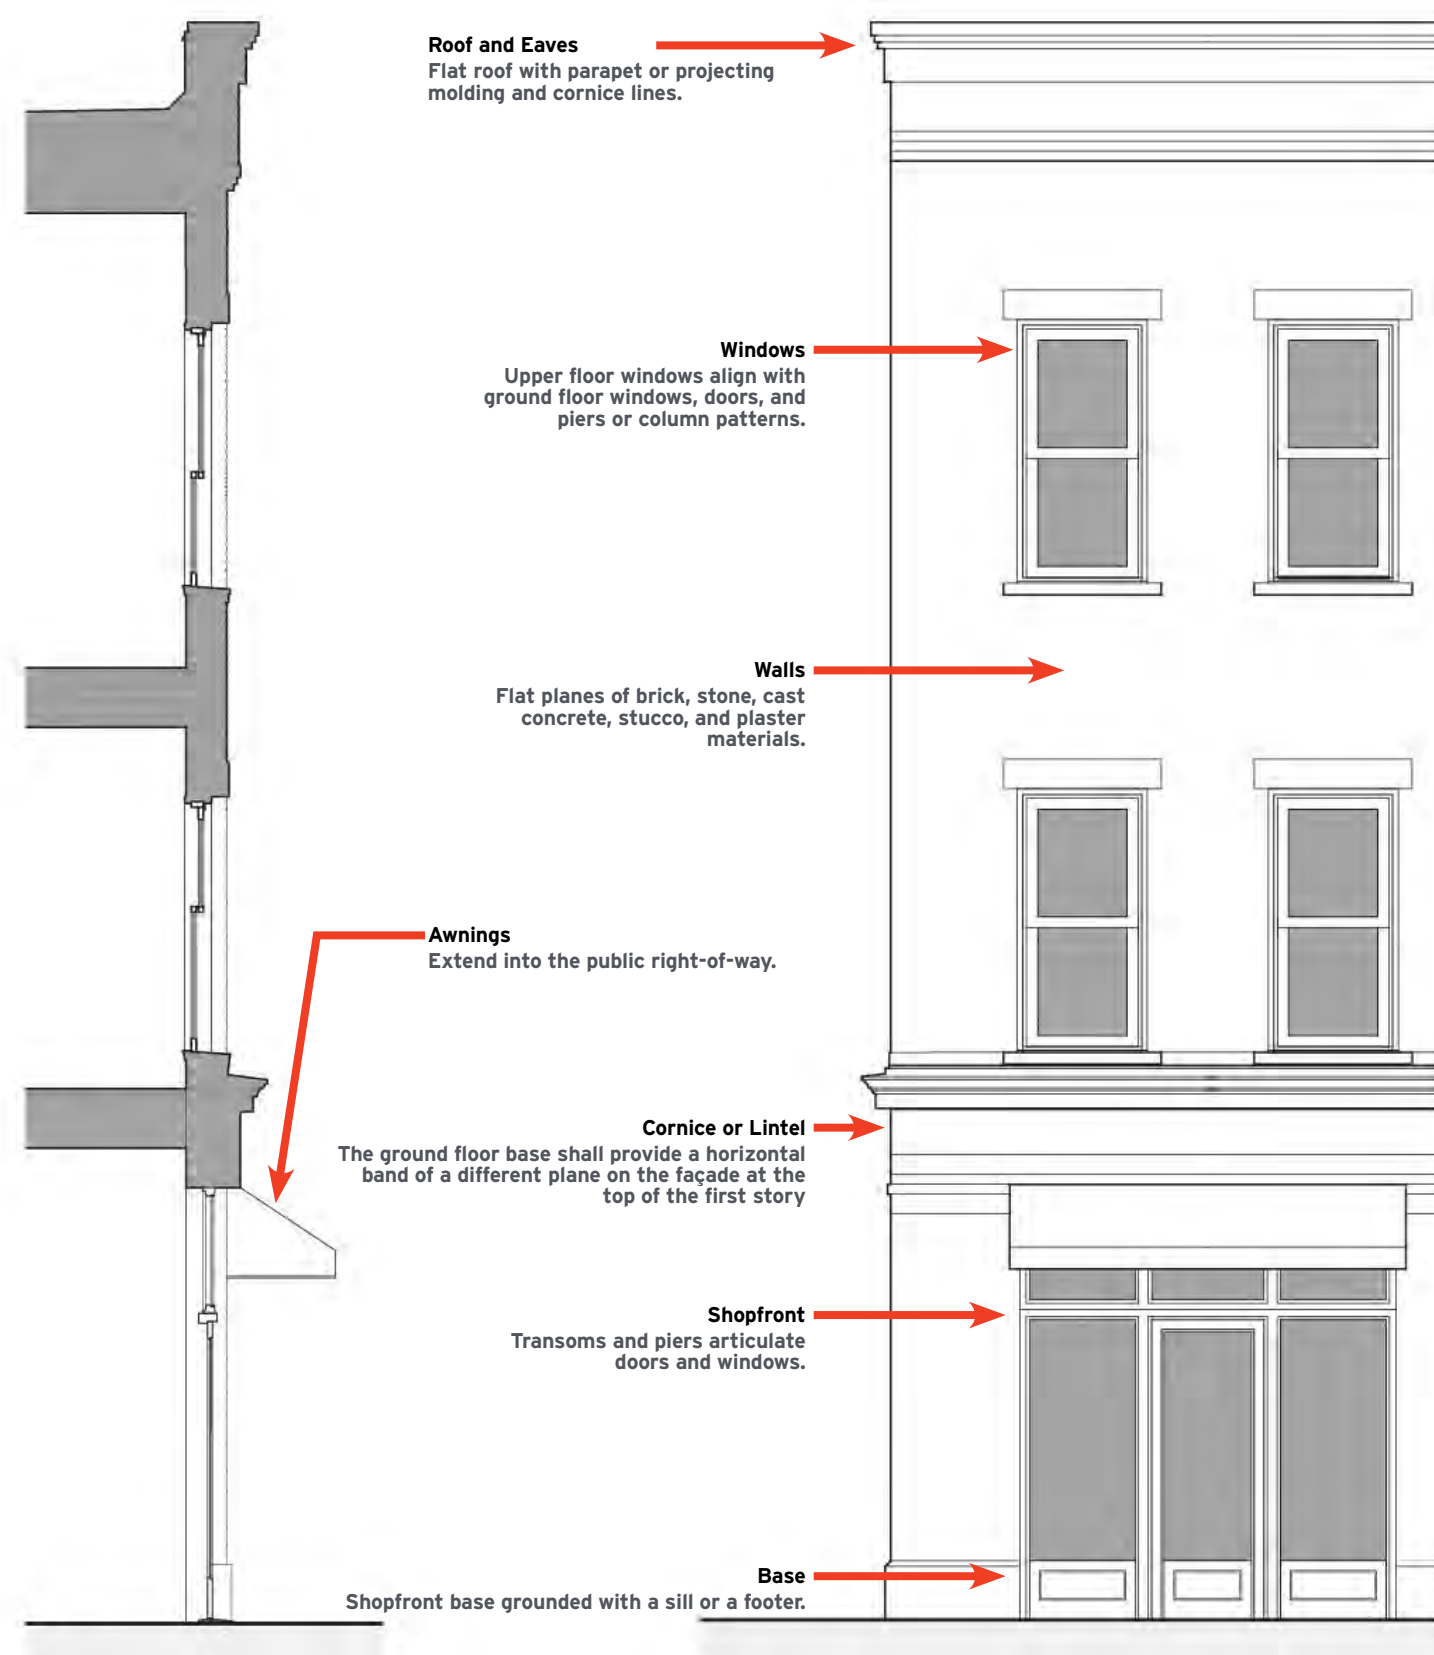 Roof and Eaves
Flat roof with parapet or projecting
molding and cornice lines.
Windows
Upper floor windows align with
ground floor windows, doors, and
piers or column patterns.
Walls
Flat planes of brick, stone, cast
concrete, stucco, and plaster
materials.
Awnings
Extend into the public right-of-way.
Cornice or Lintel
The ground floor base shall provide a horizontal
band of a different plane on the façade at the
top of the first story
Shopfront
Transoms and piers articulate
doors and windows.
Base
Shopfront base grounded with a sill or a footer.